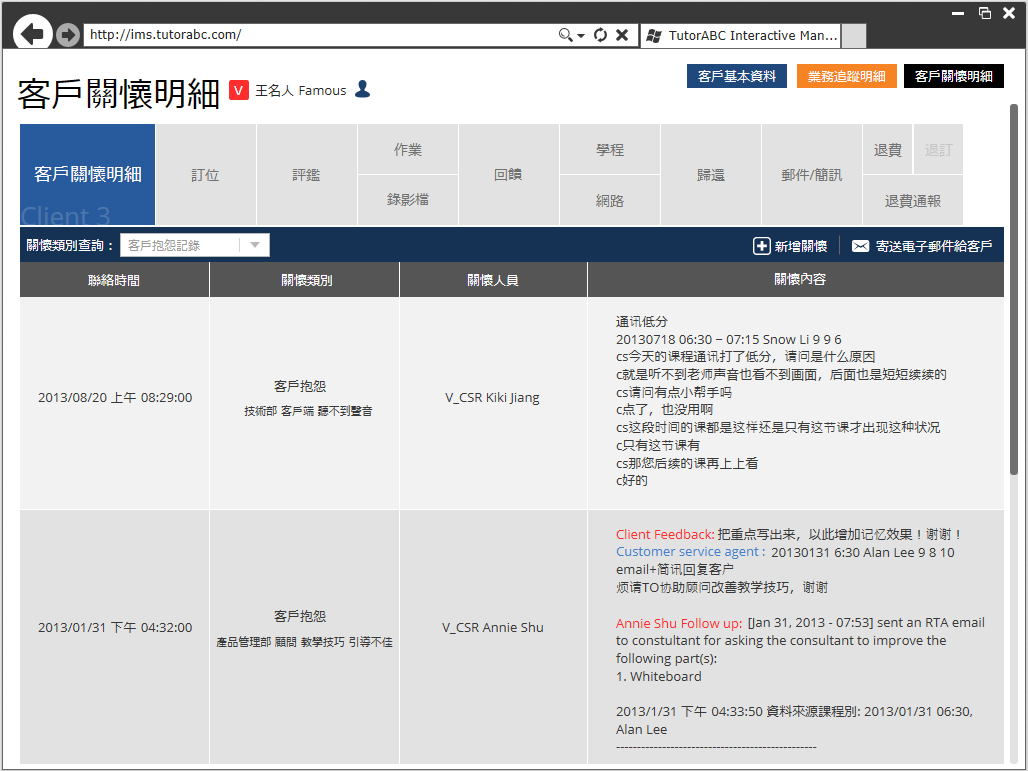 http://ims.tutorabc.com/
TutorABC Interactive Man...
客戶基本資料
業務追蹤明細
客戶關懷明細
客戶關懷明細
V
王名人 Famous
客戶關懷明細
Client 3
訂位
評鑑
作業
錄影檔
回饋
學程
網路
歸還
郵件/簡訊
退費
退訂
退費通報
關懷類別查詢：
客戶抱怨記錄
新增關懷
寄送電子郵件給客戶
聯絡時間
關懷類別
關懷人員
關懷內容
2013/08/20 上午 08:29:00
客戶抱怨
技術部 客戶端 聽不到聲音
V_CSR Kiki Jiang
通讯低分
20130718 06:30 – 07:15 Snow Li 9 9 6
cs今天的课程通讯打了低分，请问是什么原因
c就是听不到老师声音也看不到画面，后面也是短短续续的
cs请问有点小帮手吗
c点了，也没用啊
cs这段时间的课都是这样还是只有这节课才出现这种状况
c只有这节课有
cs那您后续的课再上上看
c好的
2013/01/31 下午 04:32:00
客戶抱怨
產品管理部 顧問 教學技巧 引導不佳
V_CSR Annie Shu
Client Feedback: 把重点写出来，以此增加记忆效果！谢谢！
Customer service agent : 20130131 6:30 Alan Lee 9 8 10
email+简讯回复客户
烦请TO协助顾问改善教学技巧，谢谢
Annie Shu Follow up: [Jan 31, 2013 - 07:53] sent an RTA email
to constultant for asking the consultant to improve the
following part(s):
1. Whiteboard
2013/1/31 下午 04:33:50 資料來源課程別: 2013/01/31 06:30,
Alan Lee
------------------------------------------------